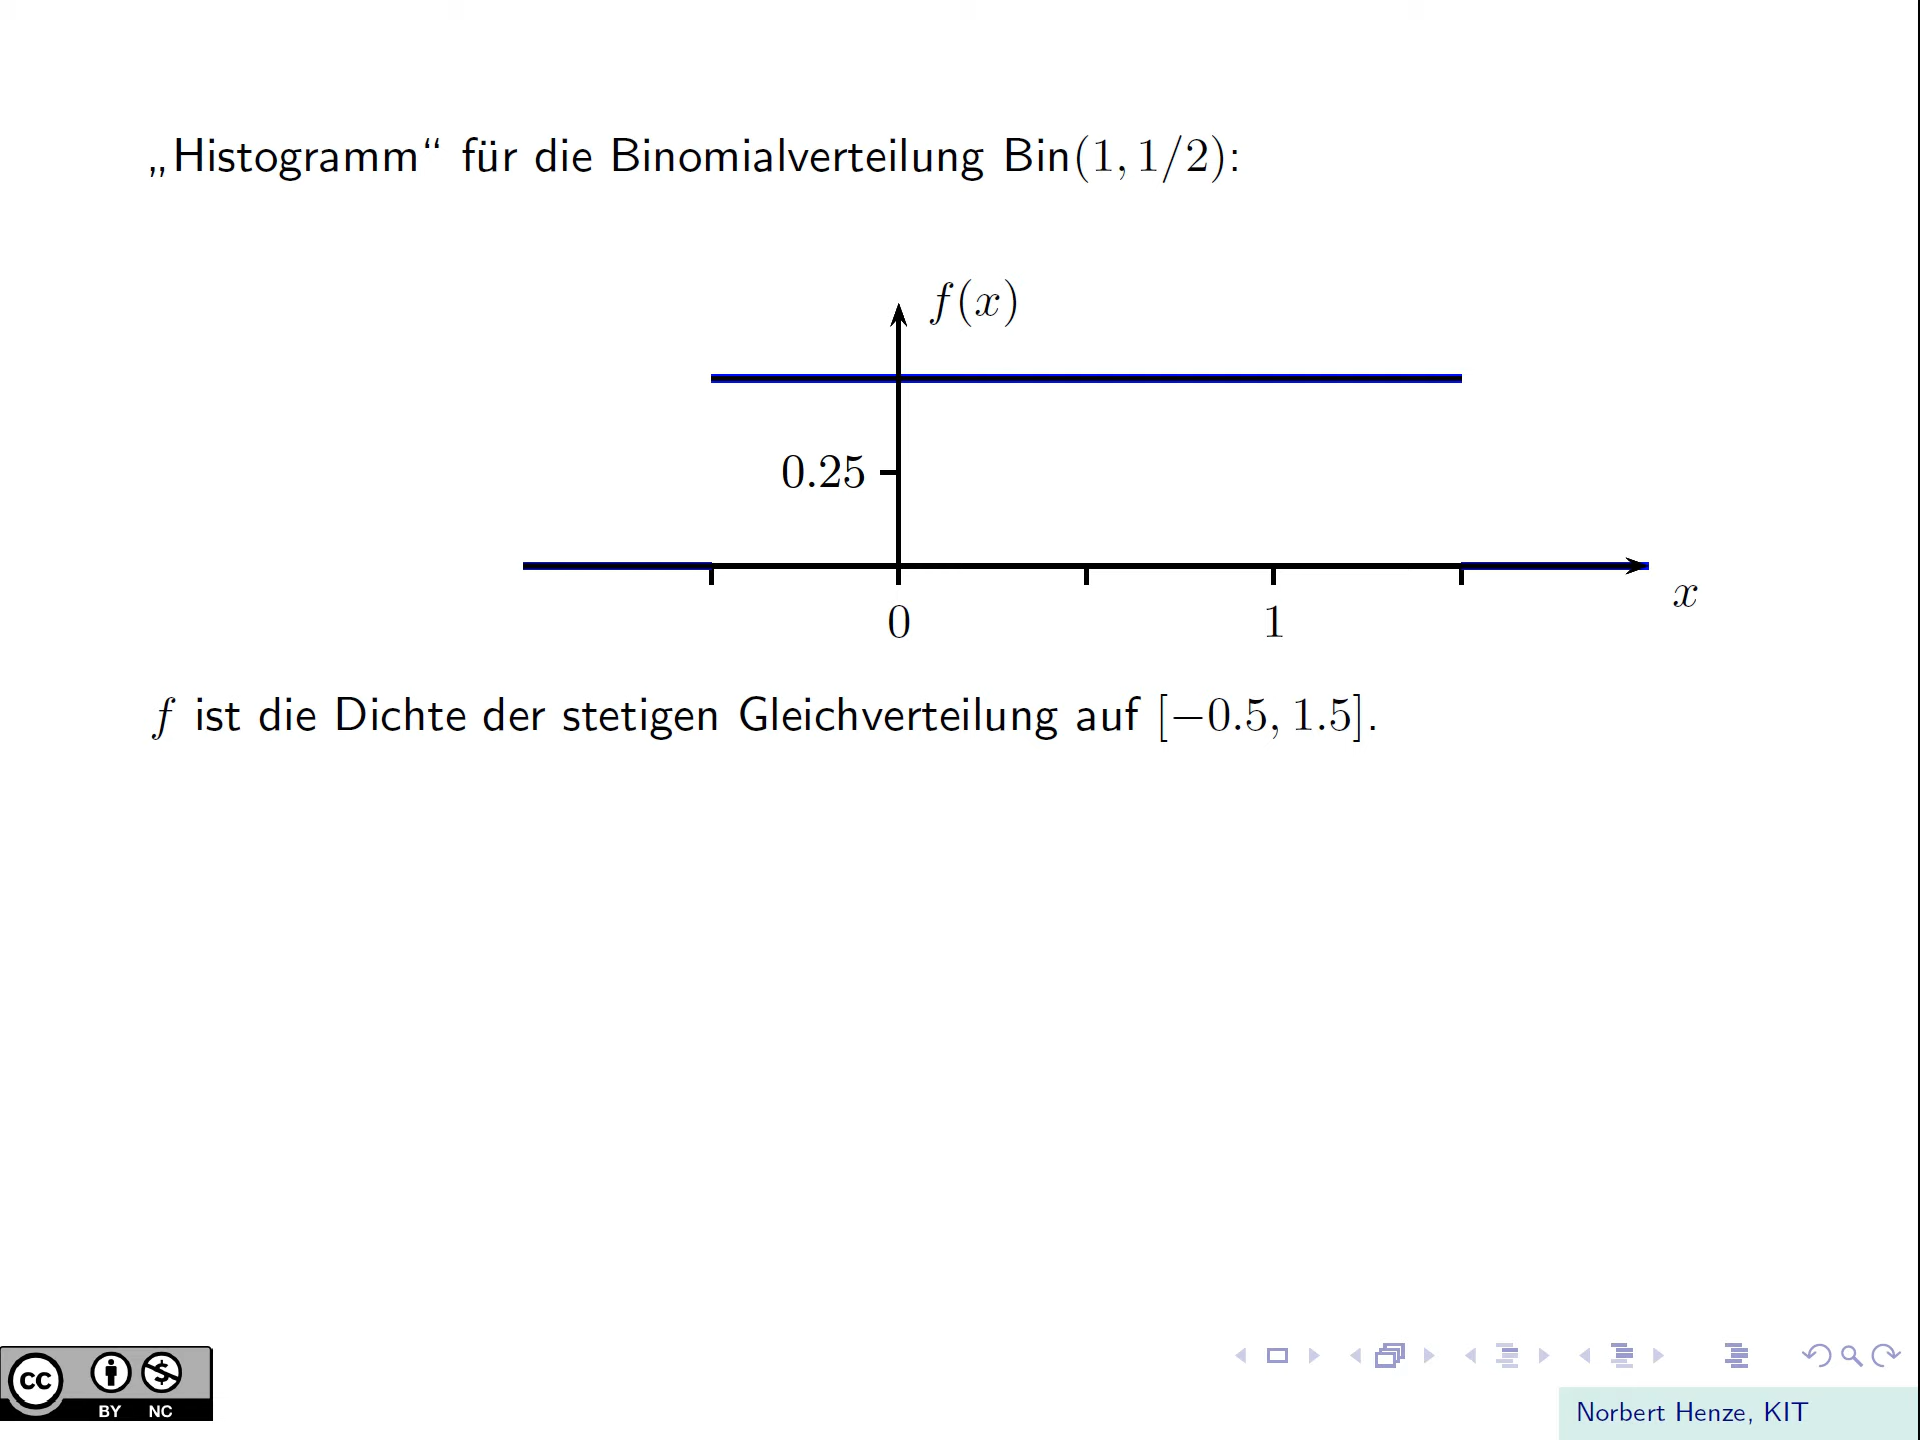 „Histogramm“ für die Binomialverteilung Bin(1, 1/2):
f(x)
0.25
0
1
x
f ist die Dichte der stetigen Gleichverteilung auf [−0.5, 1.5].
cc
BY NC
Norbert Henze, KIT